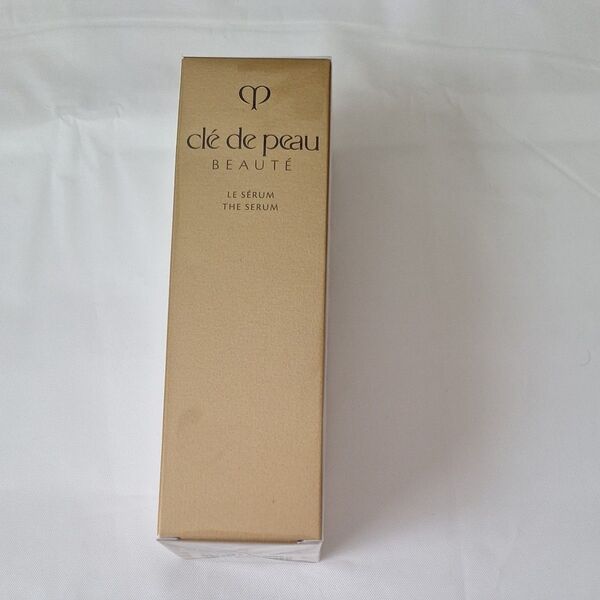 clé de peau
BEAUTÉ
LE SÉRUM
THE SERUM